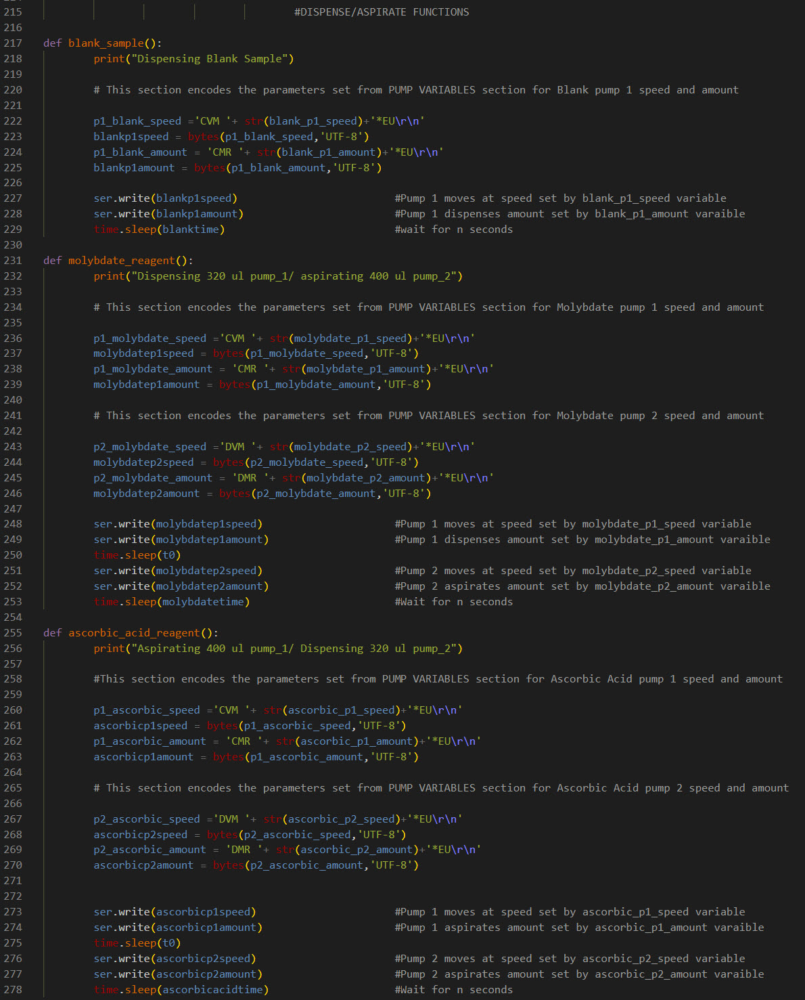 215 #DISPENSE/ASPIRATE FUNCTIONS
216
217 def blank_sample():
218 print("Dispensing Blank Sample")
219
220 # This section encodes the parameters set from PUMP VARIABLES section for Blank pump 1 speed and amount
221
222 p1_blank_speed ='CVM '+ str(blank_p1_speed)+'*EU\r\n'
223 blankp1speed = bytes(p1_blank_speed,'UTF-8')
224 p1_blank_amount = 'CMR '+ str(blank_p1_amount)+'*EU\r\n'
225 blankp1amount = bytes(p1_blank_amount,'UTF-8')
226
227 ser.write(blankp1speed) #Pump 1 moves at speed set by blank_p1_speed variable
228 ser.write(blankp1amount) #Pump 1 dispenses amount set by blank_p1_amount varaible
229 time.sleep(blanktime) #wait for n seconds
230
231 def molybdate_reagent():
232 print("Dispensing 320 ul pump_1/ aspirating 400 ul pump_2")
233
234 # This section encodes the parameters set from PUMP VARIABLES section for Molybdate pump 1 speed and amount
235
236 p1_molybdate_speed ='CVM '+ str(molybdate_p1_speed)+'*EU\r\n'
237 molybdatep1speed = bytes(p1_molybdate_speed,'UTF-8')
238 p1_molybdate_amount = 'CMR '+ str(molybdate_p1_amount)+'*EU\r\n'
239 molybdatep1amount = bytes(p1_molybdate_amount,'UTF-8')
240
241 # This section encodes the parameters set from PUMP VARIABLES section for Molybdate pump 2 speed and amount
242
243 p2_molybdate_speed ='DVM '+ str(molybdate_p2_speed)+'*EU\r\n'
244 molybdatep2speed = bytes(p2_molybdate_speed,'UTF-8')
245 p2_molybdate_amount = 'DMR '+ str(molybdate_p2_amount)+'*EU\r\n'
246 molybdatep2amount = bytes(p2_molybdate_amount,'UTF-8')
247
248 ser.write(molybdatep1speed) #Pump 1 moves at speed set by molybdate_p1_speed variable
249 ser.write(molybdatep1amount) #Pump 1 dispenses amount set by molybdate_p1_amount varaible
250 time.sleep(t0)
251 ser.write(molybdatep2speed) #Pump 2 moves at speed set by molybdate_p2_speed variable
252 ser.write(molybdatep2amount) #Pump 2 aspirates amount set by molybdate_p2_amount varaible
253 time.sleep(molybdatetime) #Wait for n seconds
254
255 def ascorbic_acid_reagent():
256 print("Aspirating 400 ul pump_1/ Dispensing 320 ul pump_2")
257
258 #This section encodes the parameters set from PUMP VARIABLES section for Ascorbic Acid pump 1 speed and amount
259
260 p1_ascorbic_speed ='CVM '+ str(ascorbic_p1_speed)+'*EU\r\n'
261 ascorbicp1speed = bytes(p1_ascorbic_speed,'UTF-8')
262 p1_ascorbic_amount = 'CMR '+ str(ascorbic_p1_amount)+'*EU\r\n'
263 ascorbicp1amount = bytes(p1_ascorbic_amount,'UTF-8')
264
265 # This section encodes the parameters set from PUMP VARIABLES section for Ascorbic Acid pump 2 speed and amount
266
267 p2_ascorbic_speed ='DVM '+ str(ascorbic_p2_speed)+'*EU\r\n'
268 ascorbicp2speed = bytes(p2_ascorbic_speed,'UTF-8')
269 p2_ascorbic_amount = 'DMR '+ str(ascorbic_p2_amount)+'*EU\r\n'
270 ascorbicp2amount = bytes(p2_ascorbic_amount,'UTF-8')
271
272
273 ser.write(ascorbicp1speed) #Pump 1 moves at speed set by ascorbic_p1_speed variable
274 ser.write(ascorbicp1amount) #Pump 1 aspirates amount set by ascorbic_p1_amount varaible
275 time.sleep(t0)
276 ser.write(ascorbicp2speed) #Pump 2 moves at speed set by ascorbic_p2_speed variable
277 ser.write(ascorbicp2amount) #Pump 2 aspirates amount set by ascorbic_p2_amount varaible
278 time.sleep(ascorbicacidtime) #Wait for n seconds